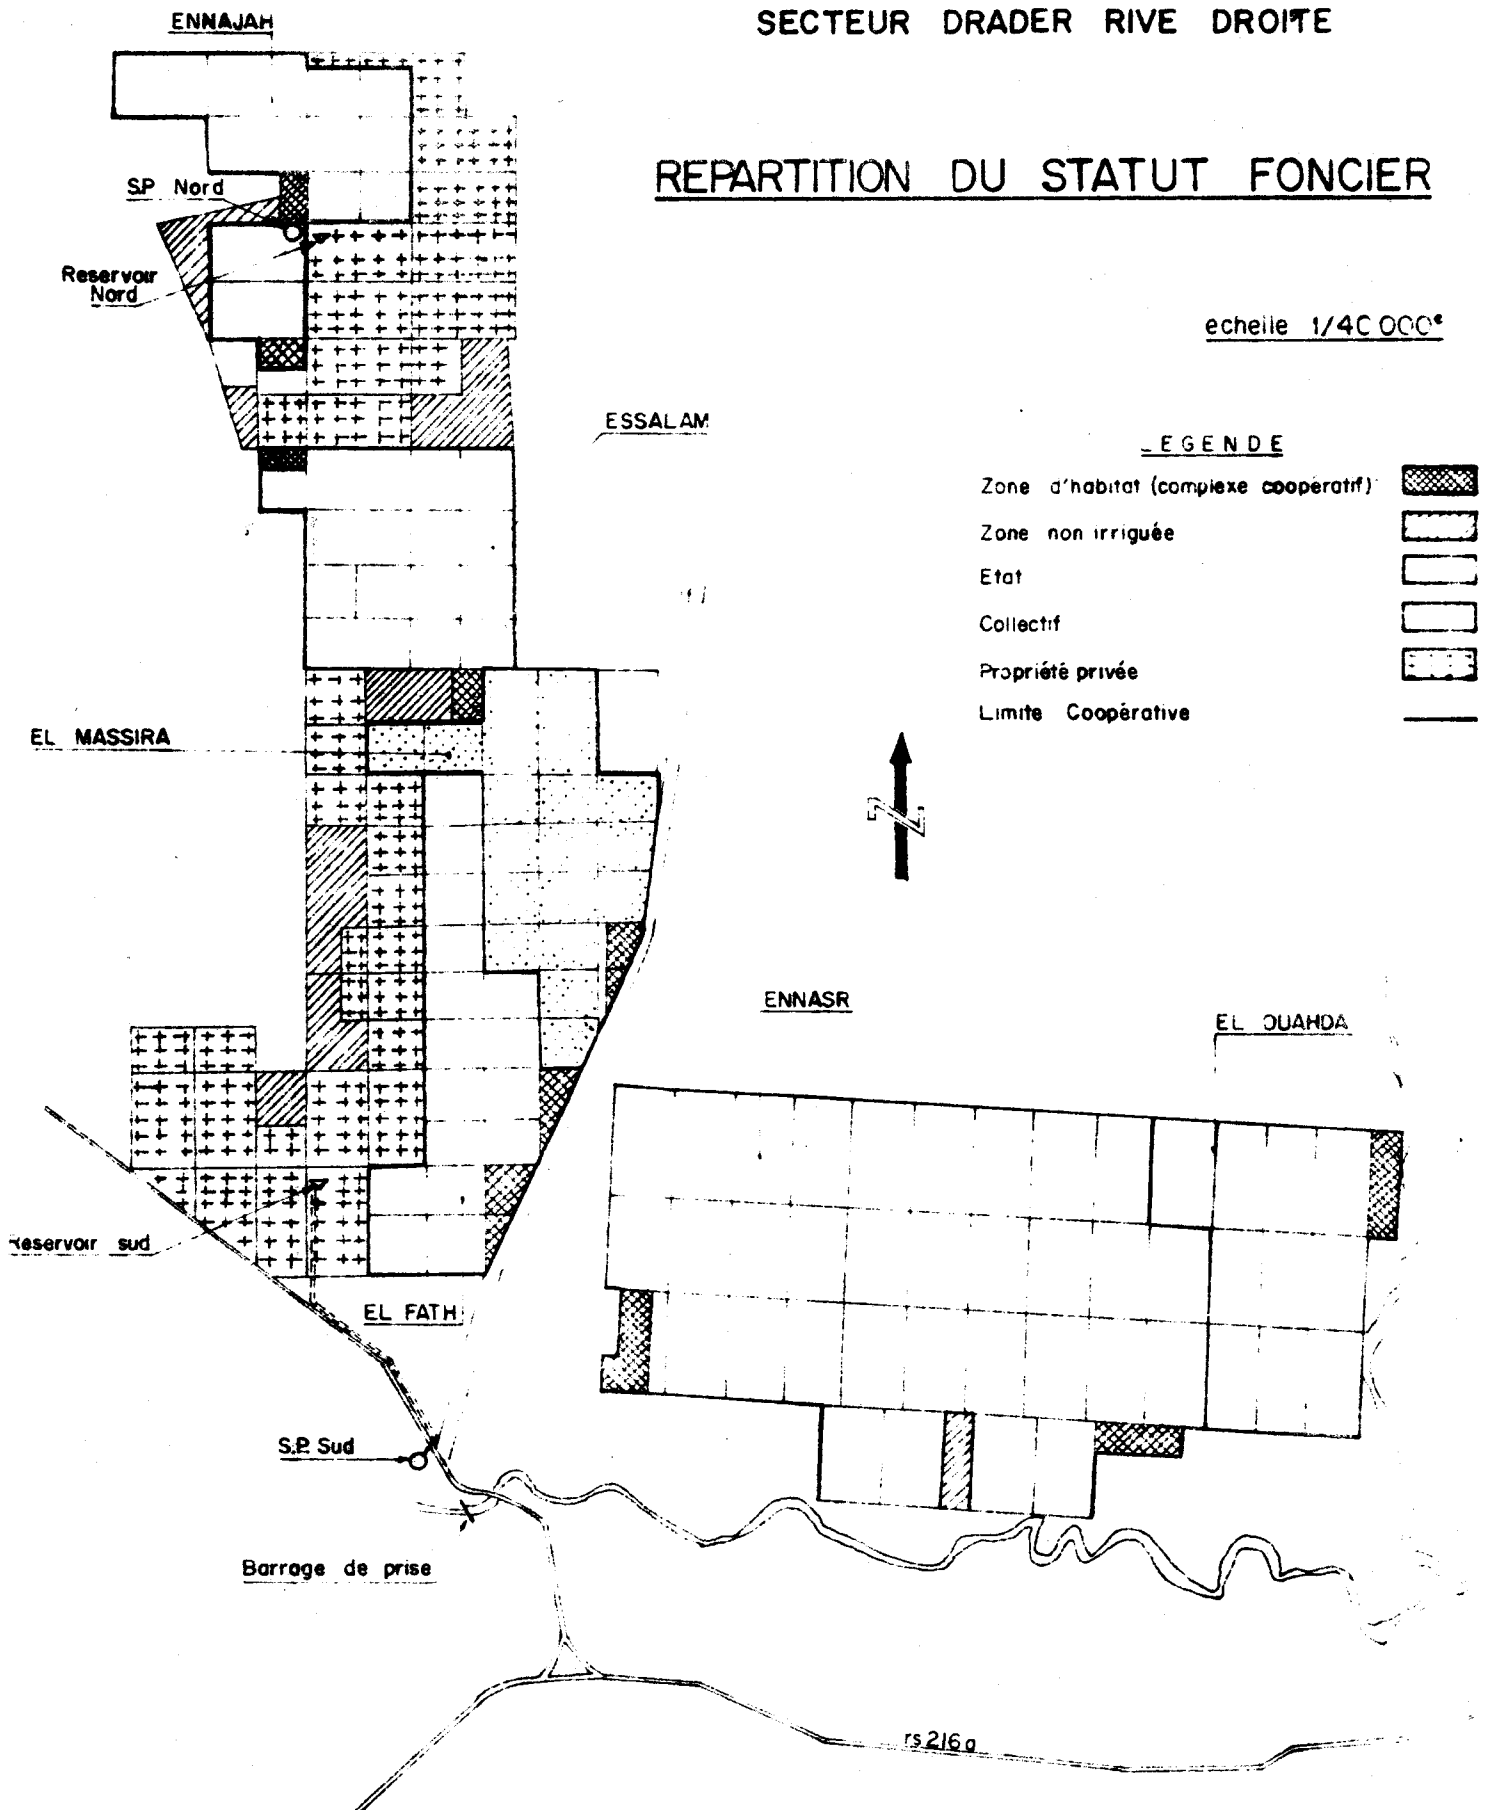 ENNAJAH
SECTEUR DRADER RIVE DROITE
REPARTITION DU STATUT FONCIER
S.P. Nord
Reservoir
Nord
echelle 1/40 000e
ESSALAM
LEGENDE
Zone d'habitat (complexe coopératif)
Zone non irriguée
Etat
Collectif
Propriété privée
Limite Coopérative
EL MASSIRA
N
ENNASR
EL OUAHDA
Reservoir sud
EL FATH
S.P. Sud
Barrage de prise
rs 216a